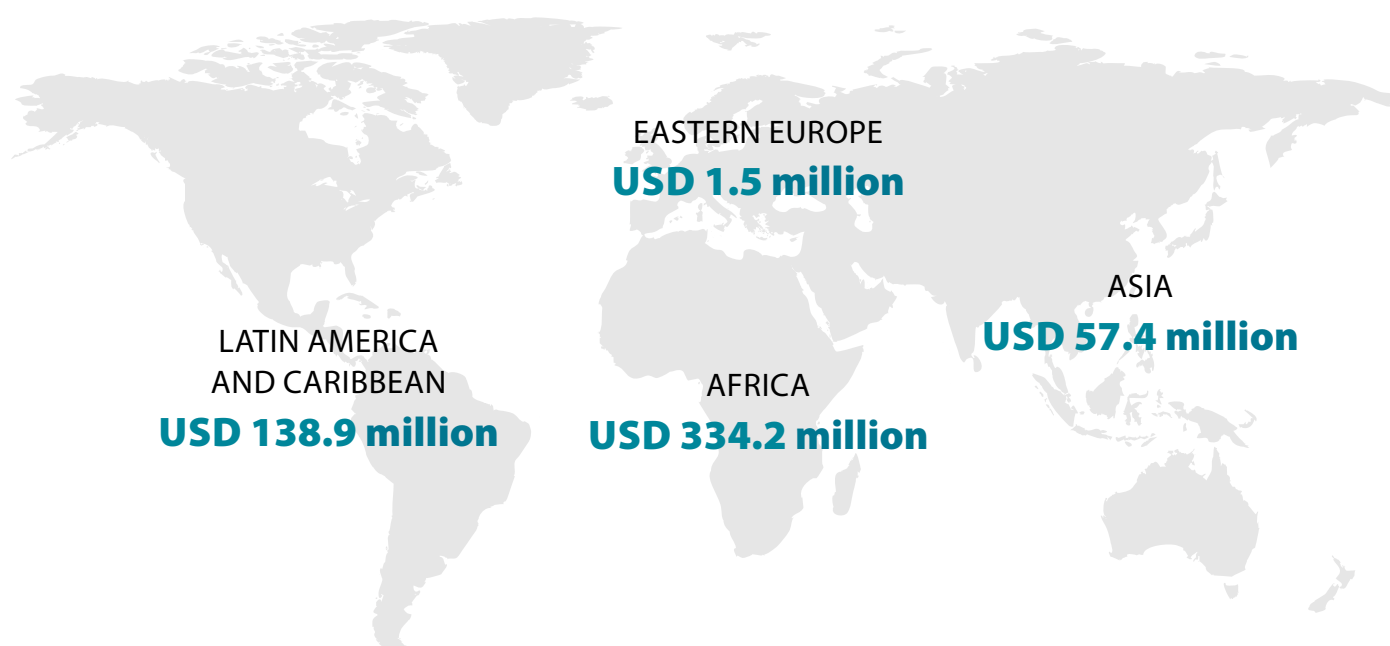 EASTERN EUROPE
USD 1.5 million
ASIA
USD 57.4 million
LATIN AMERICA
AND CARIBBEAN
USD 138.9 million
AFRICA
USD 334.2 million